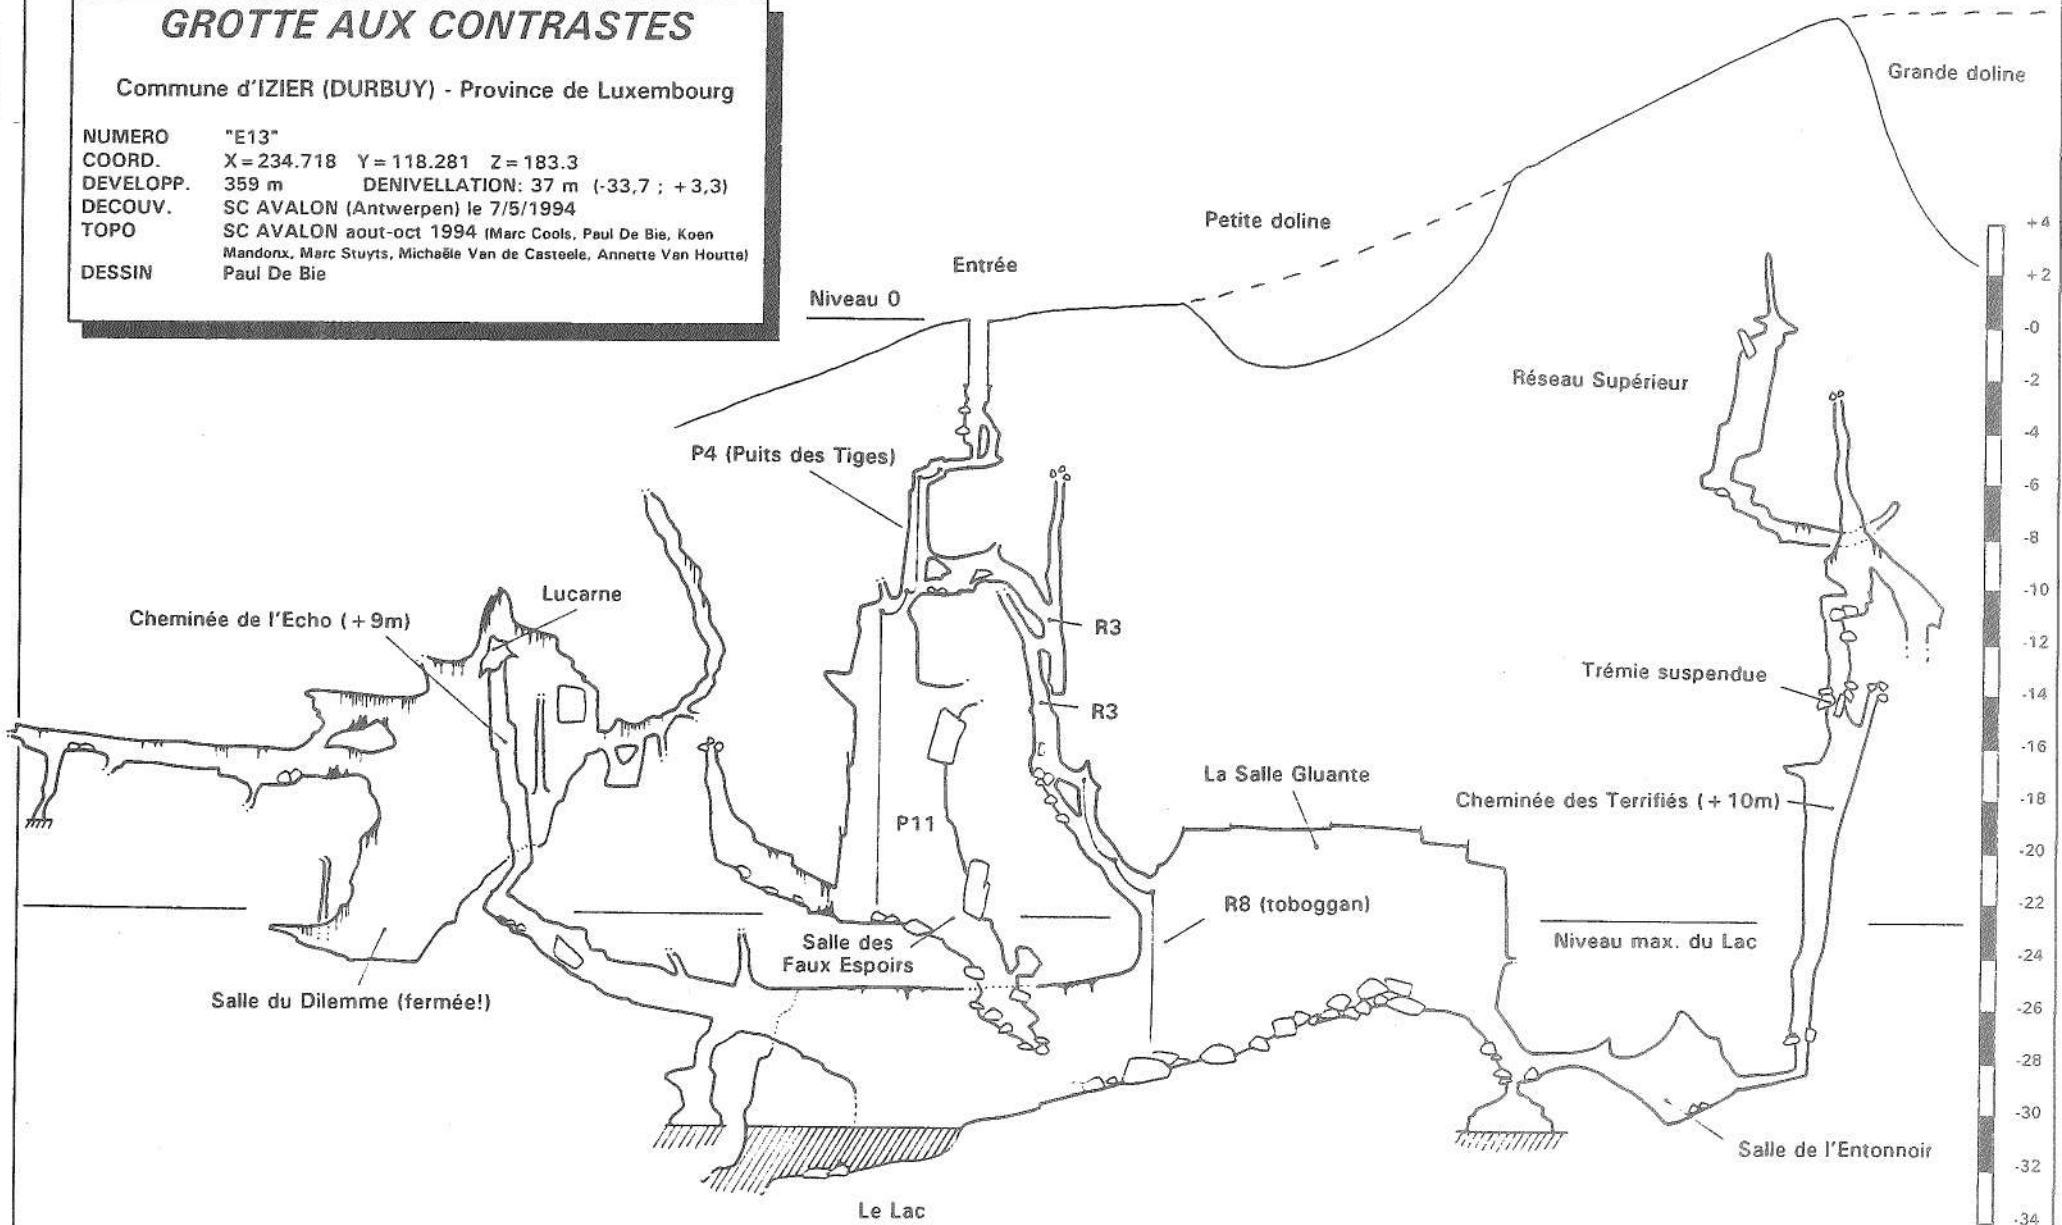 GROTTE AUX CONTRASTES
Commune d'IZIER (DURBUY) - Province de Luxembourg
NUMERO "E13"
COORD. X=234.718 Y=118.281 Z=183.3
DEVELOPP. 359 m DENIVELLATION: 37 m (-33,7 ; +3,3)
DECOUV. SC AVALON (Antwerpen) le 7/5/1994
TOPO SC AVALON aout-oct 1994 (Marc Cools, Paul De Bie, Koen
Mandonx, Marc Stuyts, Michaële Van de Casteele, Annette Van Houtte)
DESSIN Paul De Bie
Grande doline
Petite doline
Entrée
Niveau 0
Réseau Supérieur
P4 (Puits des Tiges)
Lucarne
Cheminée de l'Echo (+9m)
R3
Trémie suspendue
R3
La Salle Gluante
Cheminée des Terrifiés (+10m)
P11
R8 (toboggan)
Salle des
Faux Espoirs
Niveau max. du Lac
Salle du Dilemme (fermée!)
Salle de l'Entonnoir
Le Lac
+4
+2
-0
-2
-4
-6
-8
-10
-12
-14
-16
-18
-20
-22
-24
-26
-28
-30
-32
-34